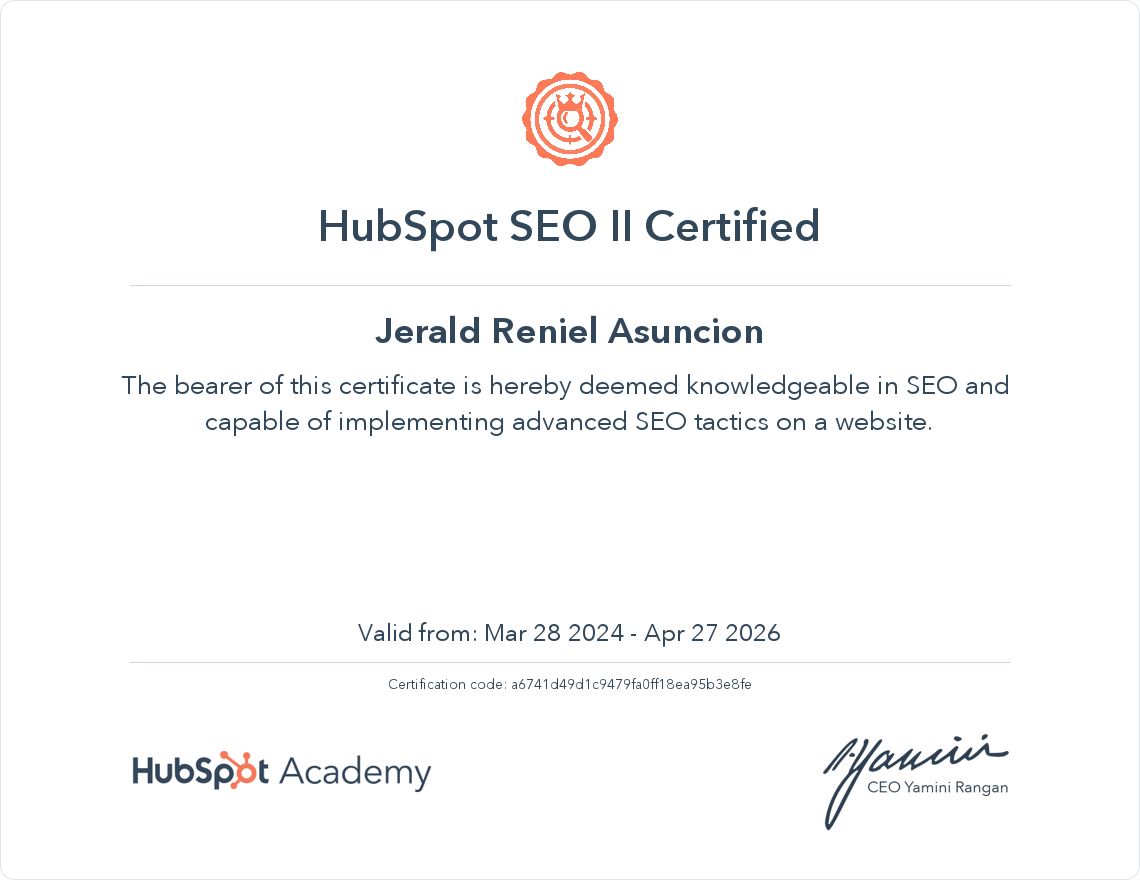 HubSpot SEO II Certified
Jerald Reniel Asuncion
The bearer of this certificate is hereby deemed knowledgeable in SEO and
capable of implementing advanced SEO tactics on a website.
Valid from: Mar 28 2024 - Apr 27 2026
Certification code: a6741d49d1c9479fa0ff18ea95b3e8fe
HubSpot Academy
CEO Yamini Rangan